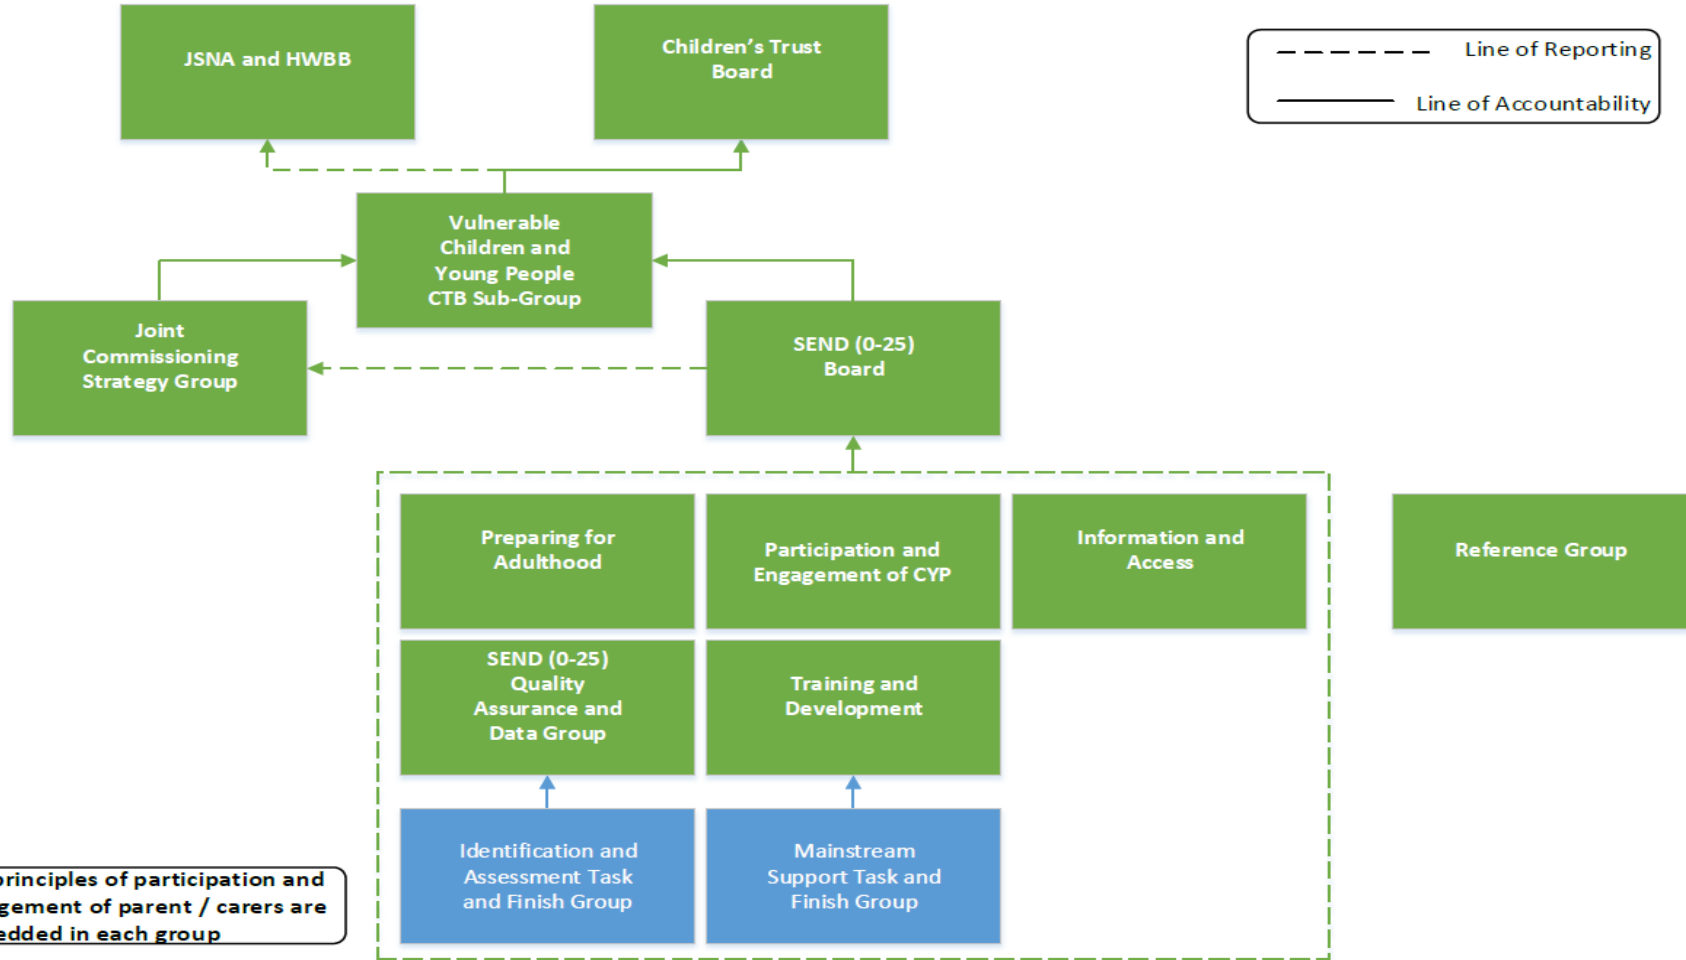 JSNA and HWBB
Children's Trust
Board
Line of Reporting
Line of Accountability
Vulnerable
Children and
Young People
CTB Sub-Group
Joint
Commissioning
Strategy Group
SEND (0-25)
Board
Preparing for
Adulthood
Participation and
Engagement of CYP
Information and
Access
Reference Group
SEND (0-25)
Quality
Assurance and
Data Group
Training and
Development
Identification and
Assessment Task
and Finish Group
Mainstream
Support Task and
Finish Group
principles of participation and
gement of parent / carers are
edded in each group